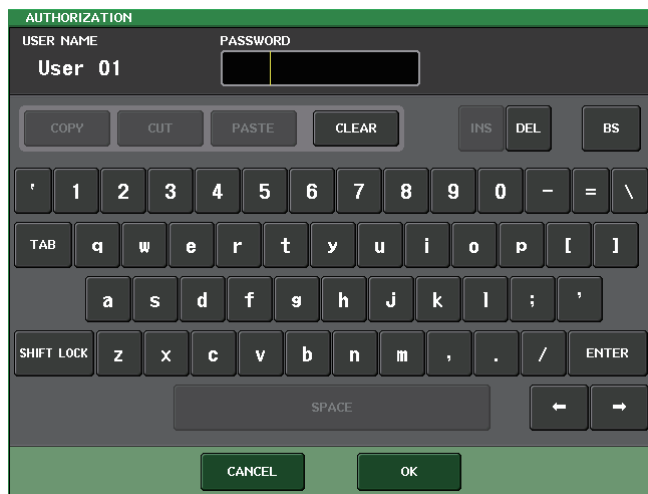 AUTHORIZATION
USER NAME PASSWORD
User 01
COPY CUT PASTE CLEAR INS DEL BS
' 1 2 3 4 5 6 7 8 9 0 - = \
TAB q w e r t y u i o p [ ]
a s d f g h j k l ; '
SHIFT LOCK z x c v b n m , . / ENTER
SPACE ← →
CANCEL OK